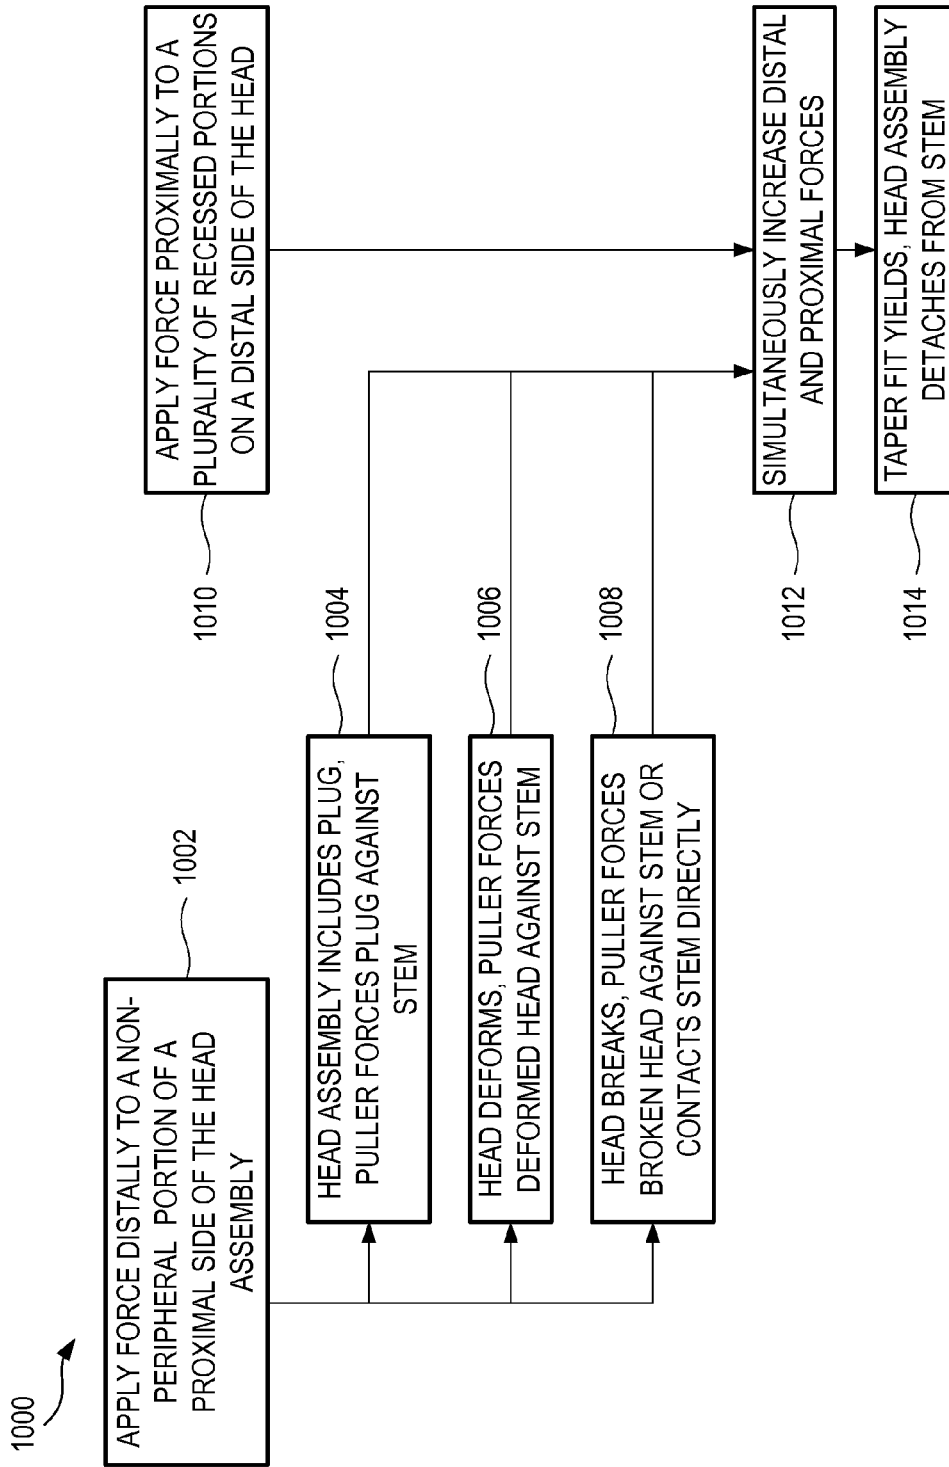 1000
APPLY FORCE DISTALLY TO A NON-
PERIPHERAL PORTION OF A
PROXIMAL SIDE OF THE HEAD
ASSEMBLY
1002
HEAD ASSEMBLY INCLUDES PLUG,
PULLER FORCES PLUG AGAINST
STEM
1004
HEAD DEFORMS, PULLER FORCES
DEFORMED HEAD AGAINST STEM
1006
HEAD BREAKS, PULLER FORCES
BROKEN HEAD AGAINST STEM OR
CONTACTS STEM DIRECTLY
1008
APPLY FORCE PROXIMALLY TO A
PLURALITY OF RECESSED PORTIONS
ON A DISTAL SIDE OF THE HEAD
1010
SIMULTANEOUSLY INCREASE DISTAL
AND PROXIMAL FORCES
1012
TAPER FIT YIELDS, HEAD ASSEMBLY
DETACHES FROM STEM
1014